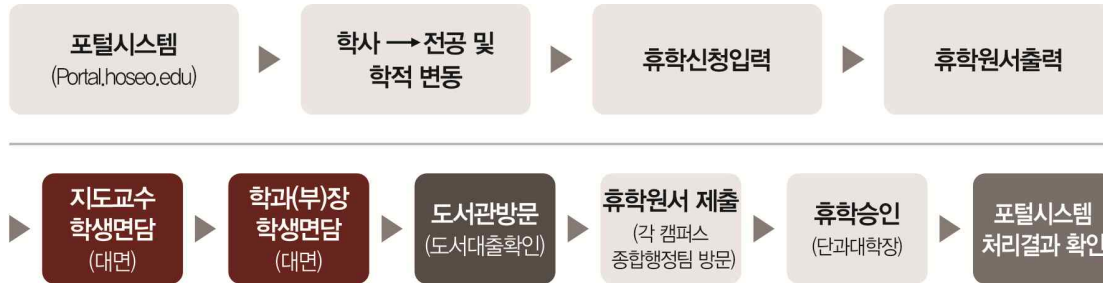 포털시스템
(Portal.hoseo.edu)
학사 → 전공 및
학적 변동
휴학신청입력
휴학원서출력
지도교수
학생면담
(대면)
학과(부)장
학생면담
(대면)
도서관방문
(도서대출확인)
휴학원서 제출
(각 캠퍼스
종합행정팀 방문)
휴학승인
(단과대학장)
포털시스템
처리결과 확인